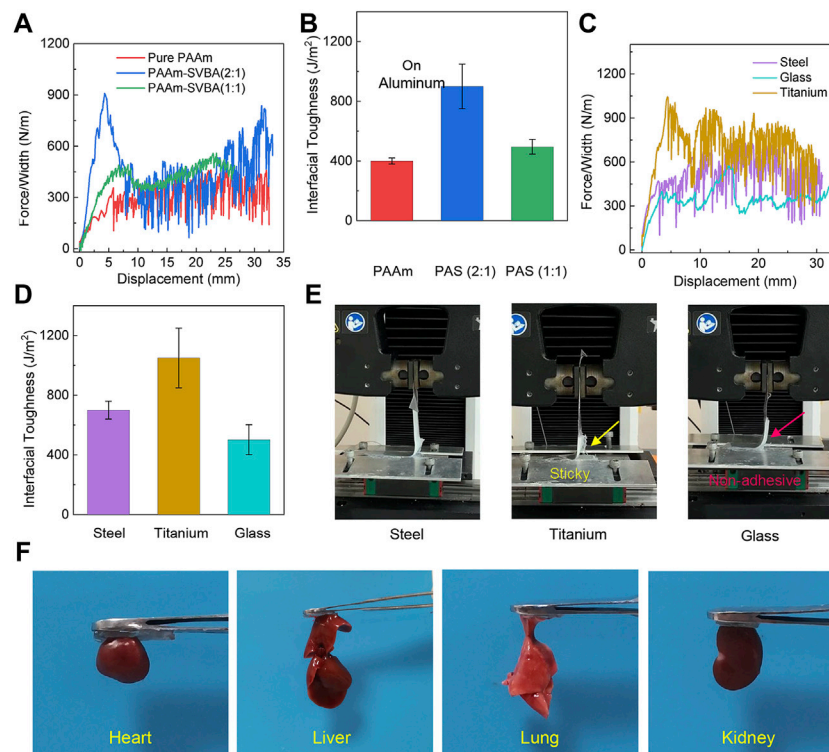 A
Force/Width (N/m)
1200
900
600
300
0
Pure PAAm
PAAm-SVBA(2:1)
PAAm-SVBA(1:1)
0 5 10 15 20 25 30 35
Displacement (mm)
B
Interfacial Toughness (J/m²)
1200
800
400
0
On
Aluminum
PAAm PAS (2:1) PAS (1:1)
C
Force/Width (N/m)
1200
900
600
300
0
Steel
Glass
Titanium
0 10 20 30
Displacement (mm)
D
Interfacial Toughness (J/m²)
1200
800
400
0
Steel Titanium Glass
E
Sticky
Non-adhesive
Steel Titanium Glass
F
Heart Liver Lung Kidney